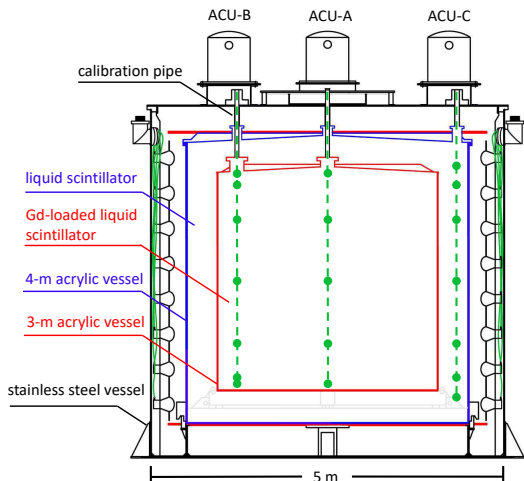 ACU-B
ACU-A
ACU-C
calibration pipe
liquid scintillator
Gd-loaded liquid
scintillator
4-m acrylic vessel
3-m acrylic vessel
stainless steel vessel
5 m